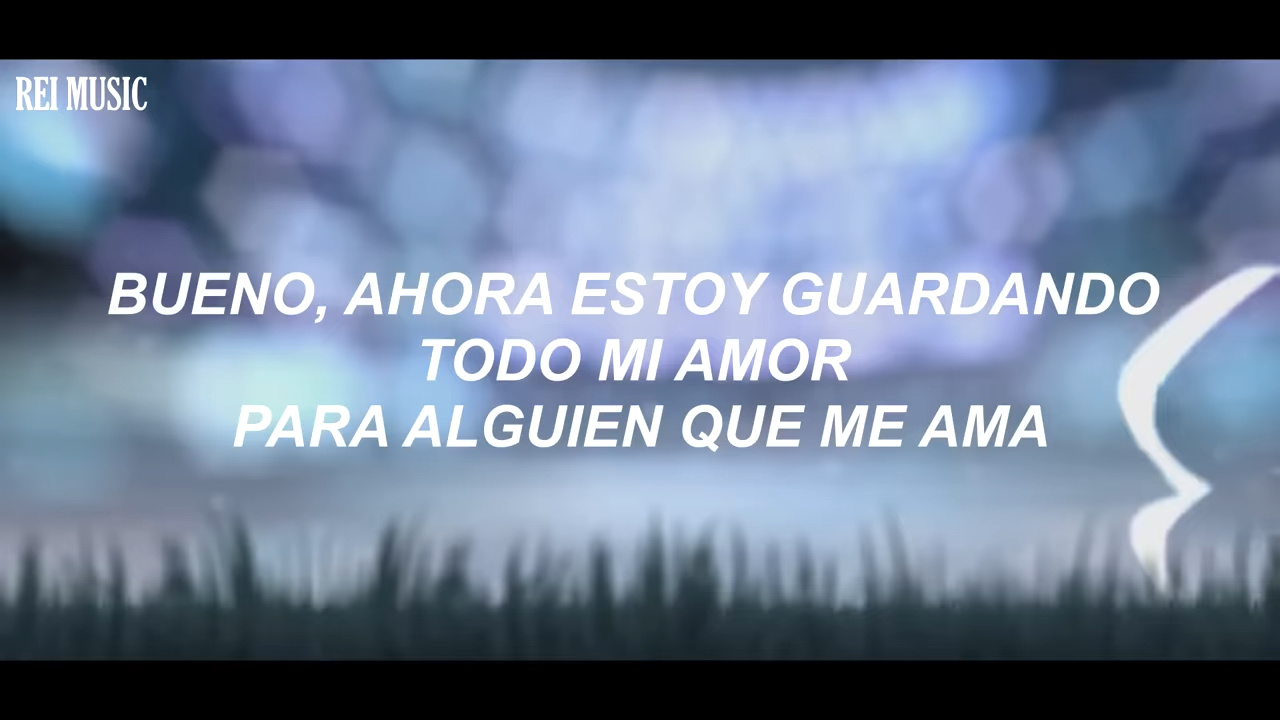 REI MUSIC
BUENO, AHORA ESTOY GUARDANDO
TODO MI AMOR
PARA ALGUIEN QUE ME AMA